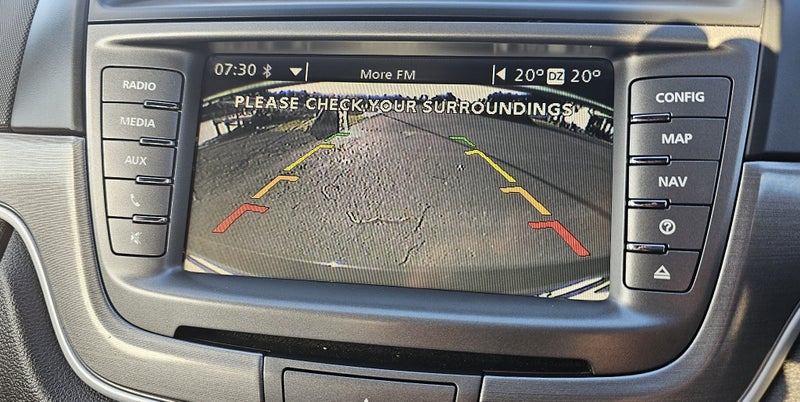 07:30 More FM 20° DZ 20°
PLEASE CHECK YOUR SURROUNDINGS
RADIO
MEDIA
AUX
CONFIG
MAP
NAV
?